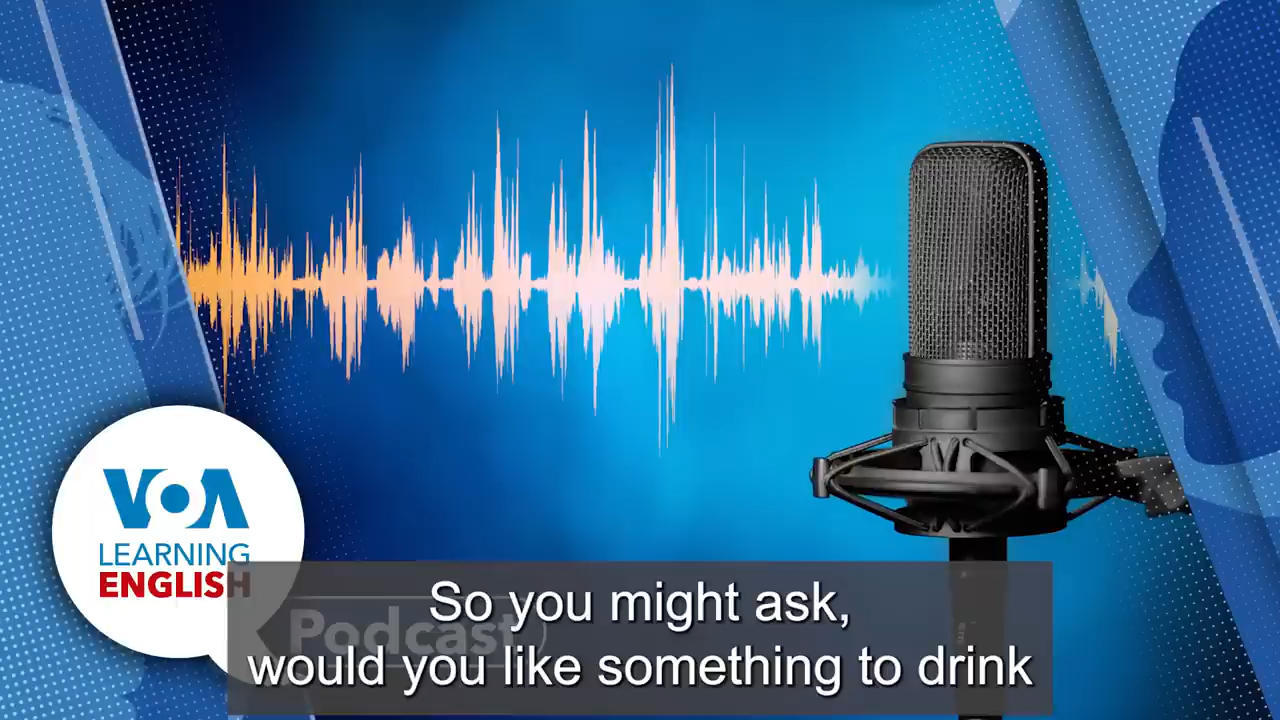 VOA
LEARNING
ENGLISH
Podcast
So you might ask,
would you like something to drink